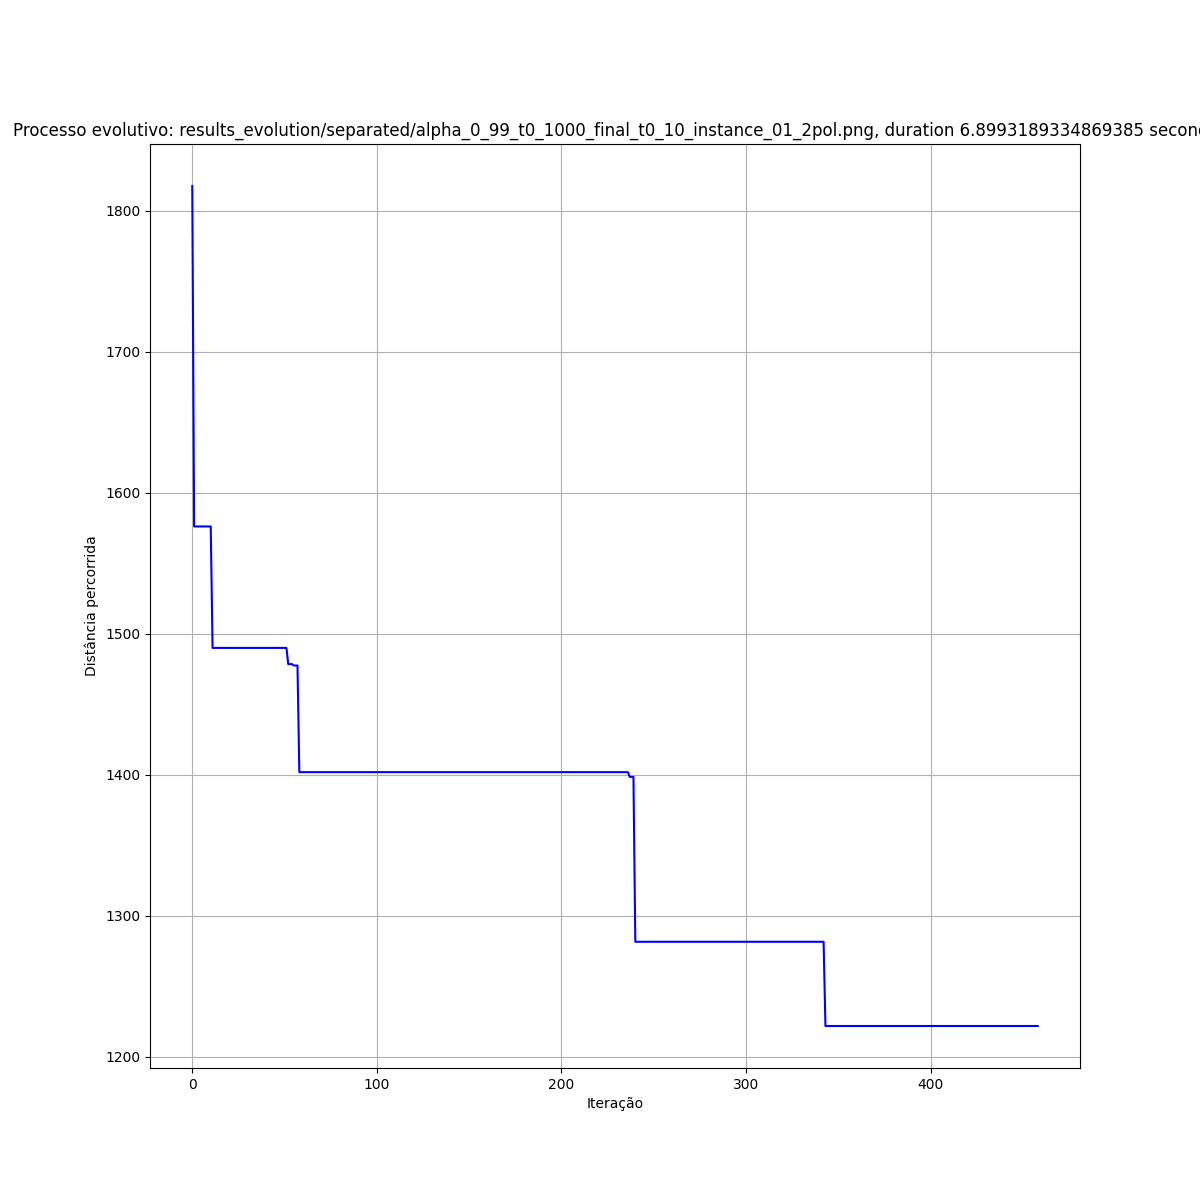 Processo evolutivo: results_evolution/separated/alpha_0_99_t0_1000_final_t0_10_instance_01_2pol.png, duration 6.8993189334869385 secon
1800
1700
1600
1500
1400
1300
1200
Distância percorrida
0 100 200 300 400
Iteração